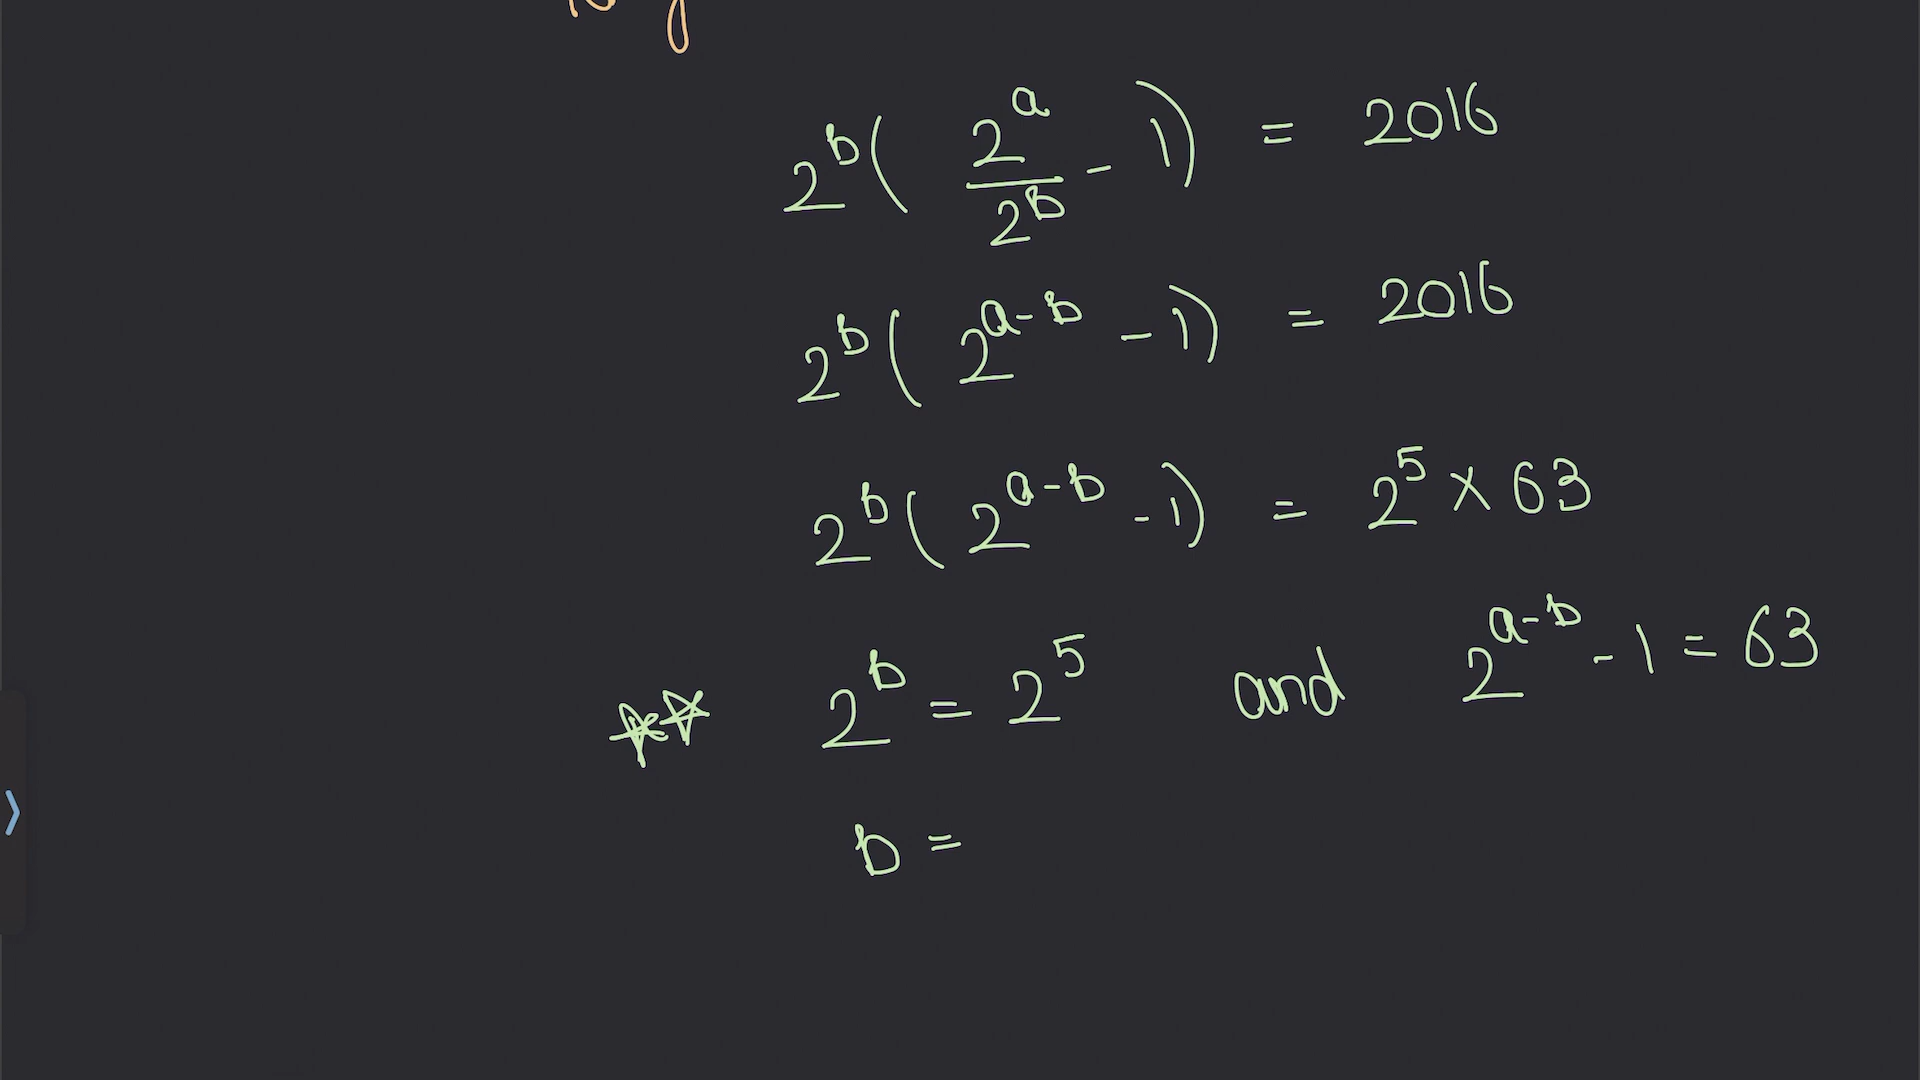 2^b ( 2^a / 2^b - 1 ) = 2016
2^b ( 2^{a-b} - 1 ) = 2016
2^b ( 2^{a-b} - 1 ) = 2^5 × 63
☆☆ 2^b = 2^5 and 2^{a-b} - 1 = 63
b =